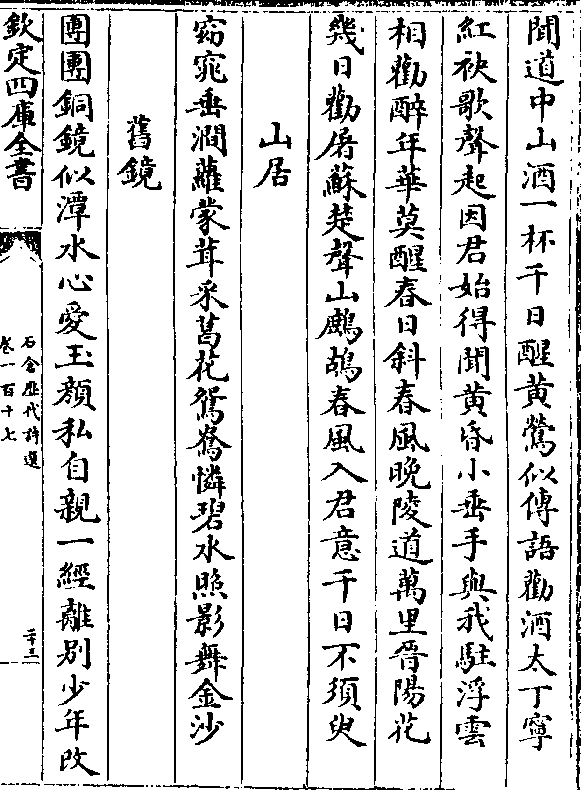 聞道中山酒一杯千日醒黄鶯似傳語勸酒太丁寧
紅袂歌聲起因君始得聞黄昏小垂手與我駐浮雲
相勸醉年華莫醒春日斜春風晚陵道萬里晉陽花
幾日勸屠蘇楚聲山鷓鴣春風入君意千日不須臾
山居
窈窕垂澗蘿蒙茸采葛花鴛鴦憐碧水照影舞金沙
舊鏡
團團銅鏡似潭水心愛玉顔私自親一經離别少年改
欽定四庫全書
石倉歷代詩選
卷一百十七
二十三